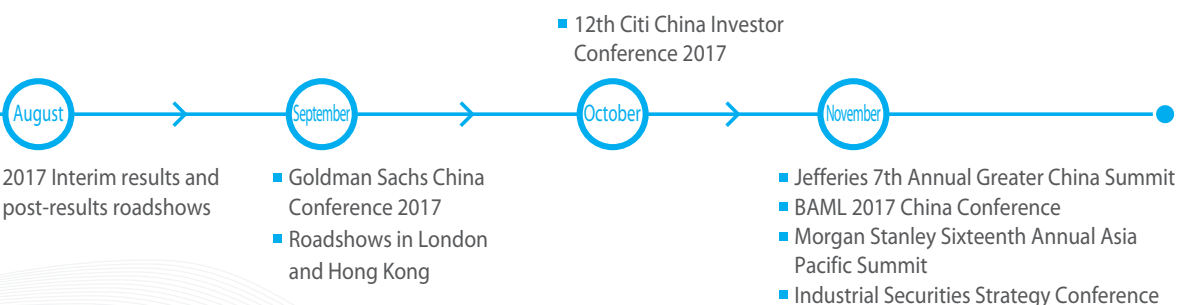 12th Citi China Investor
Conference 2017
August
September
October
November
2017 Interim results and
post-results roadshows
Goldman Sachs China
Conference 2017
Roadshows in London
and Hong Kong
Jefferies 7th Annual Greater China Summit
BAML 2017 China Conference
Morgan Stanley Sixteenth Annual Asia
Pacific Summit
Industrial Securities Strategy Conference